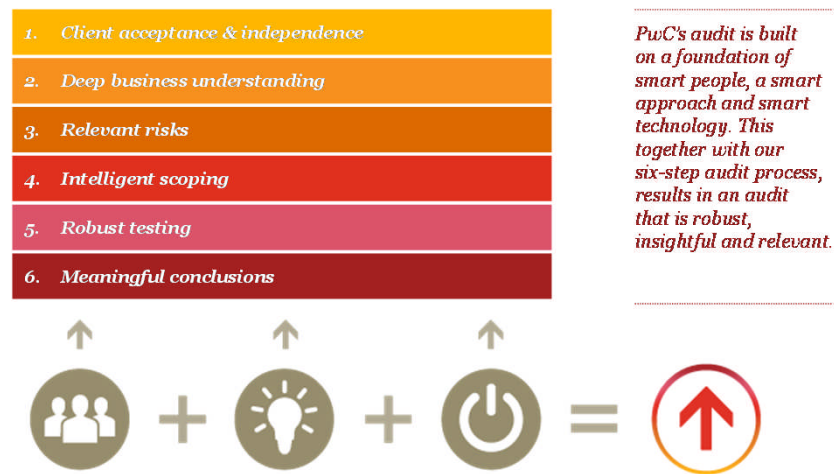 1. Client acceptance & independence
2. Deep business understanding
3. Relevant risks
4. Intelligent scoping
5. Robust testing
6. Meaningful conclusions
PwC's audit is built
on a foundation of
smart people, a smart
approach and smart
technology. This
together with our
six-step audit process,
results in an audit
that is robust,
insightful and relevant.